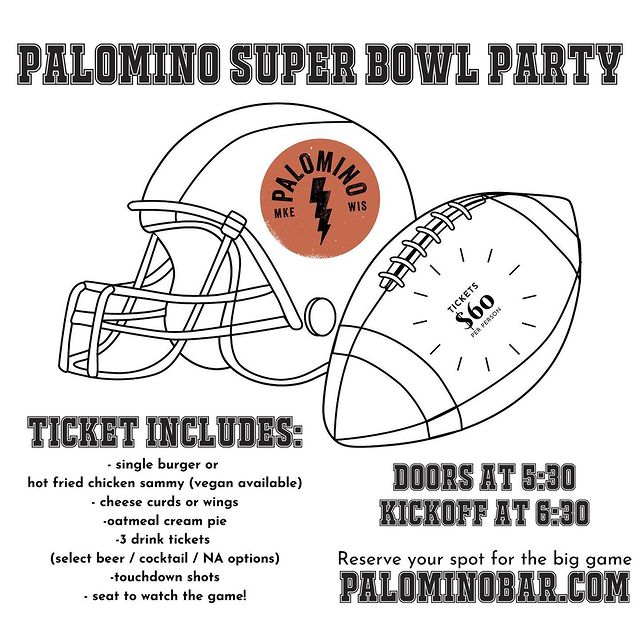 PALOMINO SUPER BOWL PARTY
PALOMINO
MKE WIS
TICKETS
$60
PER PERSON
TICKET INCLUDES:
- single burger or
hot fried chicken sammy (vegan available)
- cheese curds or wings
-oatmeal cream pie
-3 drink tickets
(select beer / cocktail / NA options)
-touchdown shots
- seat to watch the game!
DOORS AT 5:30
KICKOFF AT 6:30
Reserve your spot for the big game
PALOMINOBAR.COM